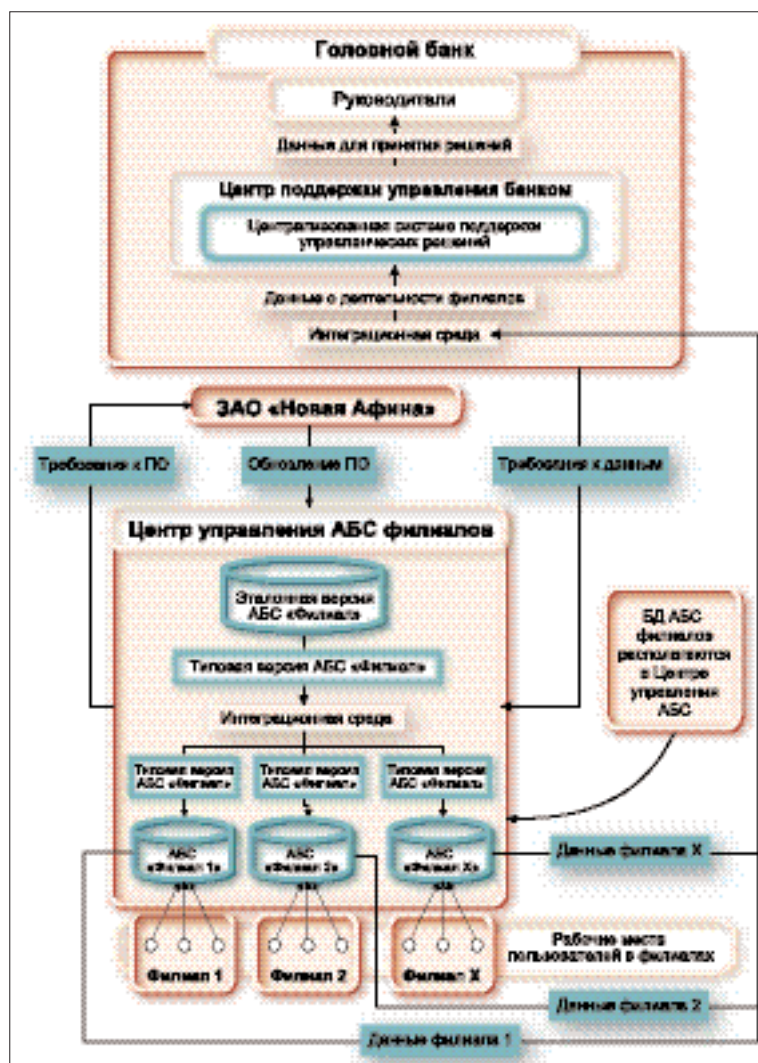 Головной банк
Руководители
Данные для принятия решений
Центр поддержки управления банком
Централизованная система поддержки
управленческих решений
Данные о деятельности филиалов
Интеграционная среда
ЗАО «Новая Афина»
Требования к ПО
Обновление ПО
Требования к данным
Центр управления АБС филиалов
Эталонная версия
АБС «Филиал»
Типовая версия АБС «Филиал»
Интеграционная среда
БД АБС
филиалов
располагаются
в Центре
управления
АБС
Типовая версия
АБС «Филиал»
Типовая версия
АБС «Филиал»
Типовая версия
АБС «Филиал»
АБС
«Филиал 1»
АБС
«Филиал 2»
АБС
«Филиал X»
Данные филиала X
Филиал 1
Филиал 2
Филиал X
Рабочие места
пользователей в филиалах
Данные филиала 2
Данные филиала 1